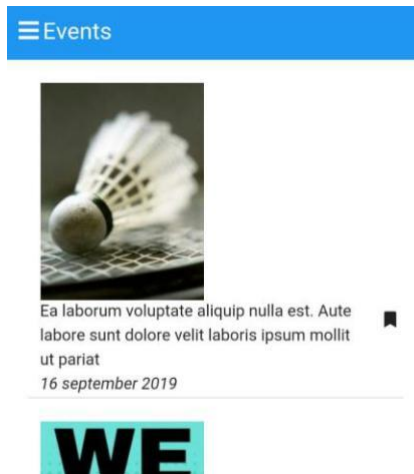 Events
Ea laborum voluptate aliquip nulla est. Aute
labore sunt dolore velit laboris ipsum mollit
ut pariat
16 september 2019
WE